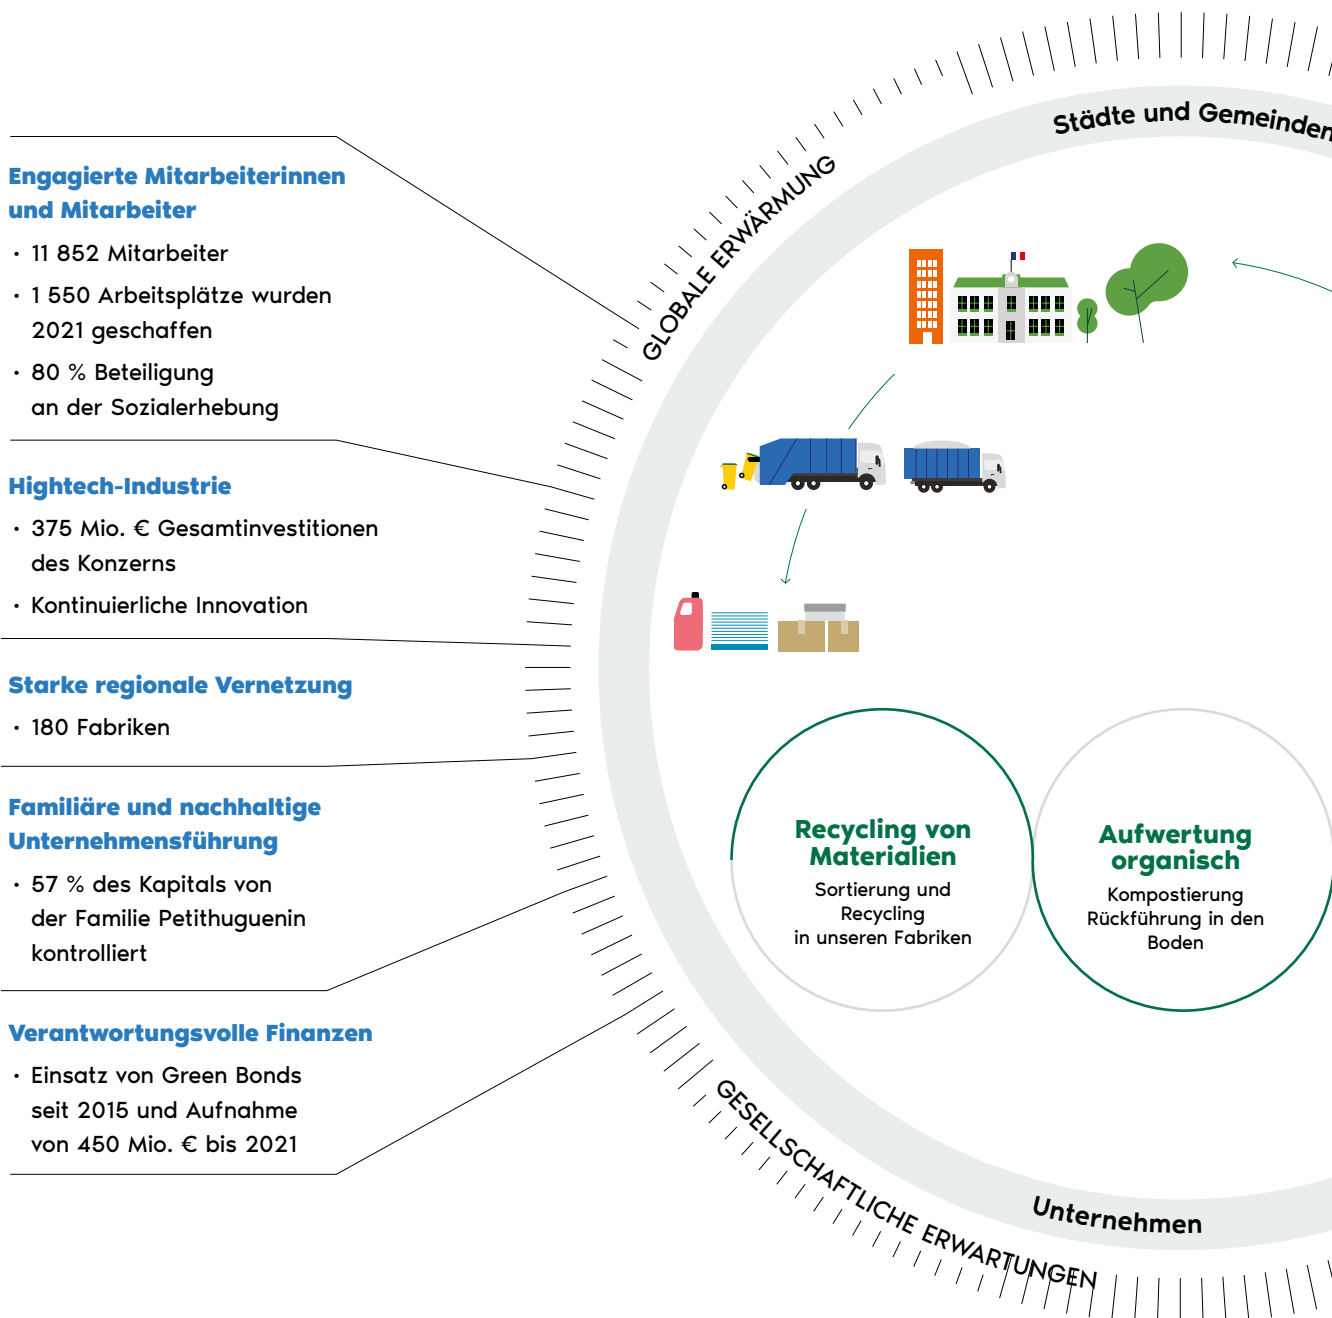 Engagierte Mitarbeiterinnen
und Mitarbeiter
• 11 852 Mitarbeiter
• 1 550 Arbeitsplätze wurden
2021 geschaffen
• 80 % Beteiligung
an der Sozialerhebung
Hightech-Industrie
• 375 Mio. € Gesamtinvestitionen
des Konzerns
• Kontinuierliche Innovation
Starke regionale Vernetzung
• 180 Fabriken
Familiäre und nachhaltige
Unternehmensführung
• 57 % des Kapitals von
der Familie Petithuguenin
kontrolliert
Verantwortungsvolle Finanzen
• Einsatz von Green Bonds
seit 2015 und Aufnahme
von 450 Mio. € bis 2021
GLOBALE ERWÄRMUNG
Städte und Gemeinden
Recycling von
Materialien
Sortierung und
Recycling
in unseren Fabriken
Aufwertung
organisch
Kompostierung
Rückführung in den
Boden
Unternehmen
GESELLSCHAFTLICHE ERWARTUNGEN